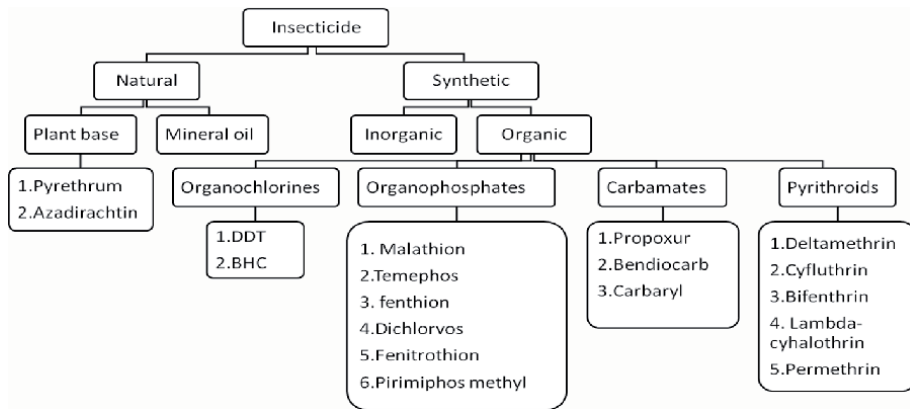 Insecticide
Natural
Synthetic
Plant base
Mineral oil
Inorganic
Organic
1.Pyrethrum
2.Azadirachtin
Organochlorines
Organophosphates
Carbamates
Pyrithroids
1.DDT
2.BHC
1. Malathion
2.Temephos
3. fenthion
4.Dichlorvos
5.Fenitrothion
6.Pirimiphos methyl
1.Propoxur
2.Bendiocarb
3.Carbaryl
1.Deltamethrin
2.Cyfluthrin
3.Bifenthrin
4. Lambda-
cyhalothrin
5.Permethrin